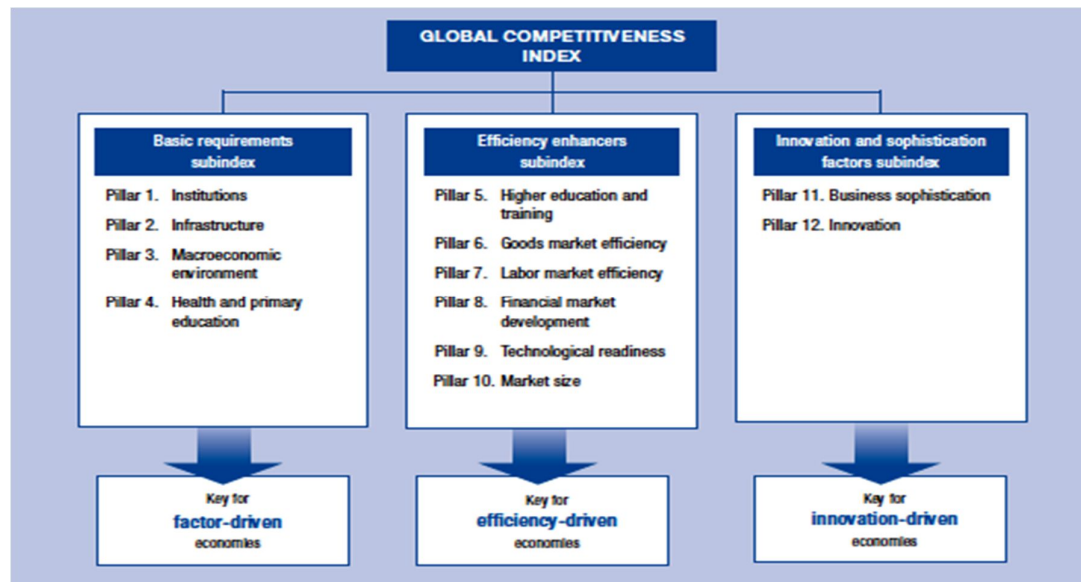 GLOBAL COMPETITIVENESS
INDEX
Basic requirements
subindex
Pillar 1. Institutions
Pillar 2. Infrastructure
Pillar 3. Macroeconomic
environment
Pillar 4. Health and primary
education
Key for
factor-driven
economies
Efficiency enhancers
subindex
Pillar 5. Higher education and
training
Pillar 6. Goods market efficiency
Pillar 7. Labor market efficiency
Pillar 8. Financial market
development
Pillar 9. Technological readiness
Pillar 10. Market size
Key for
efficiency-driven
economies
Innovation and sophistication
factors subindex
Pillar 11. Business sophistication
Pillar 12. Innovation
Key for
innovation-driven
economies